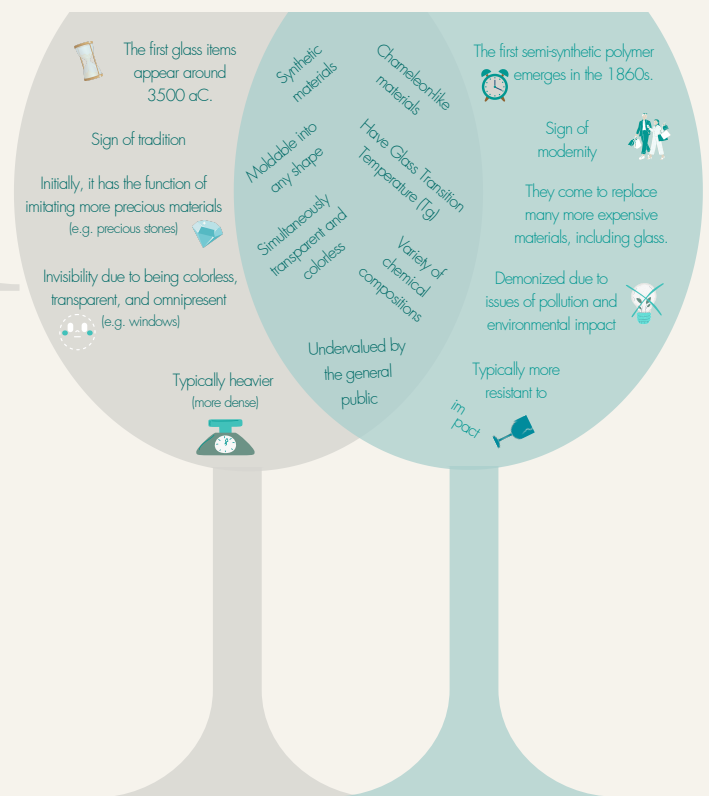 The first glass items
appear around
3500 aC.
Sign of tradition
Initially, it has the function of
imitating more precious materials
(e.g. precious stones)
Invisibility due to being colorless,
transparent, and omnipresent
(e.g. windows)
Typically heavier
(more dense)
Synthetic
materials
Chameleon-like
materials
Moldable into
any shape
Have Glass Transition
Temperature (Tg)
Simultaneously
transparent and
colorless
Variety of
chemical
compositions
Undervalued by
the general
public
The first semi-synthetic polymer
emerges in the 1860s.
Sign of
modernity
They come to replace
many more expensive
materials, including glass.
Demonized due to
issues of pollution and
environmental impact
Typically more
resistant to
im
pact